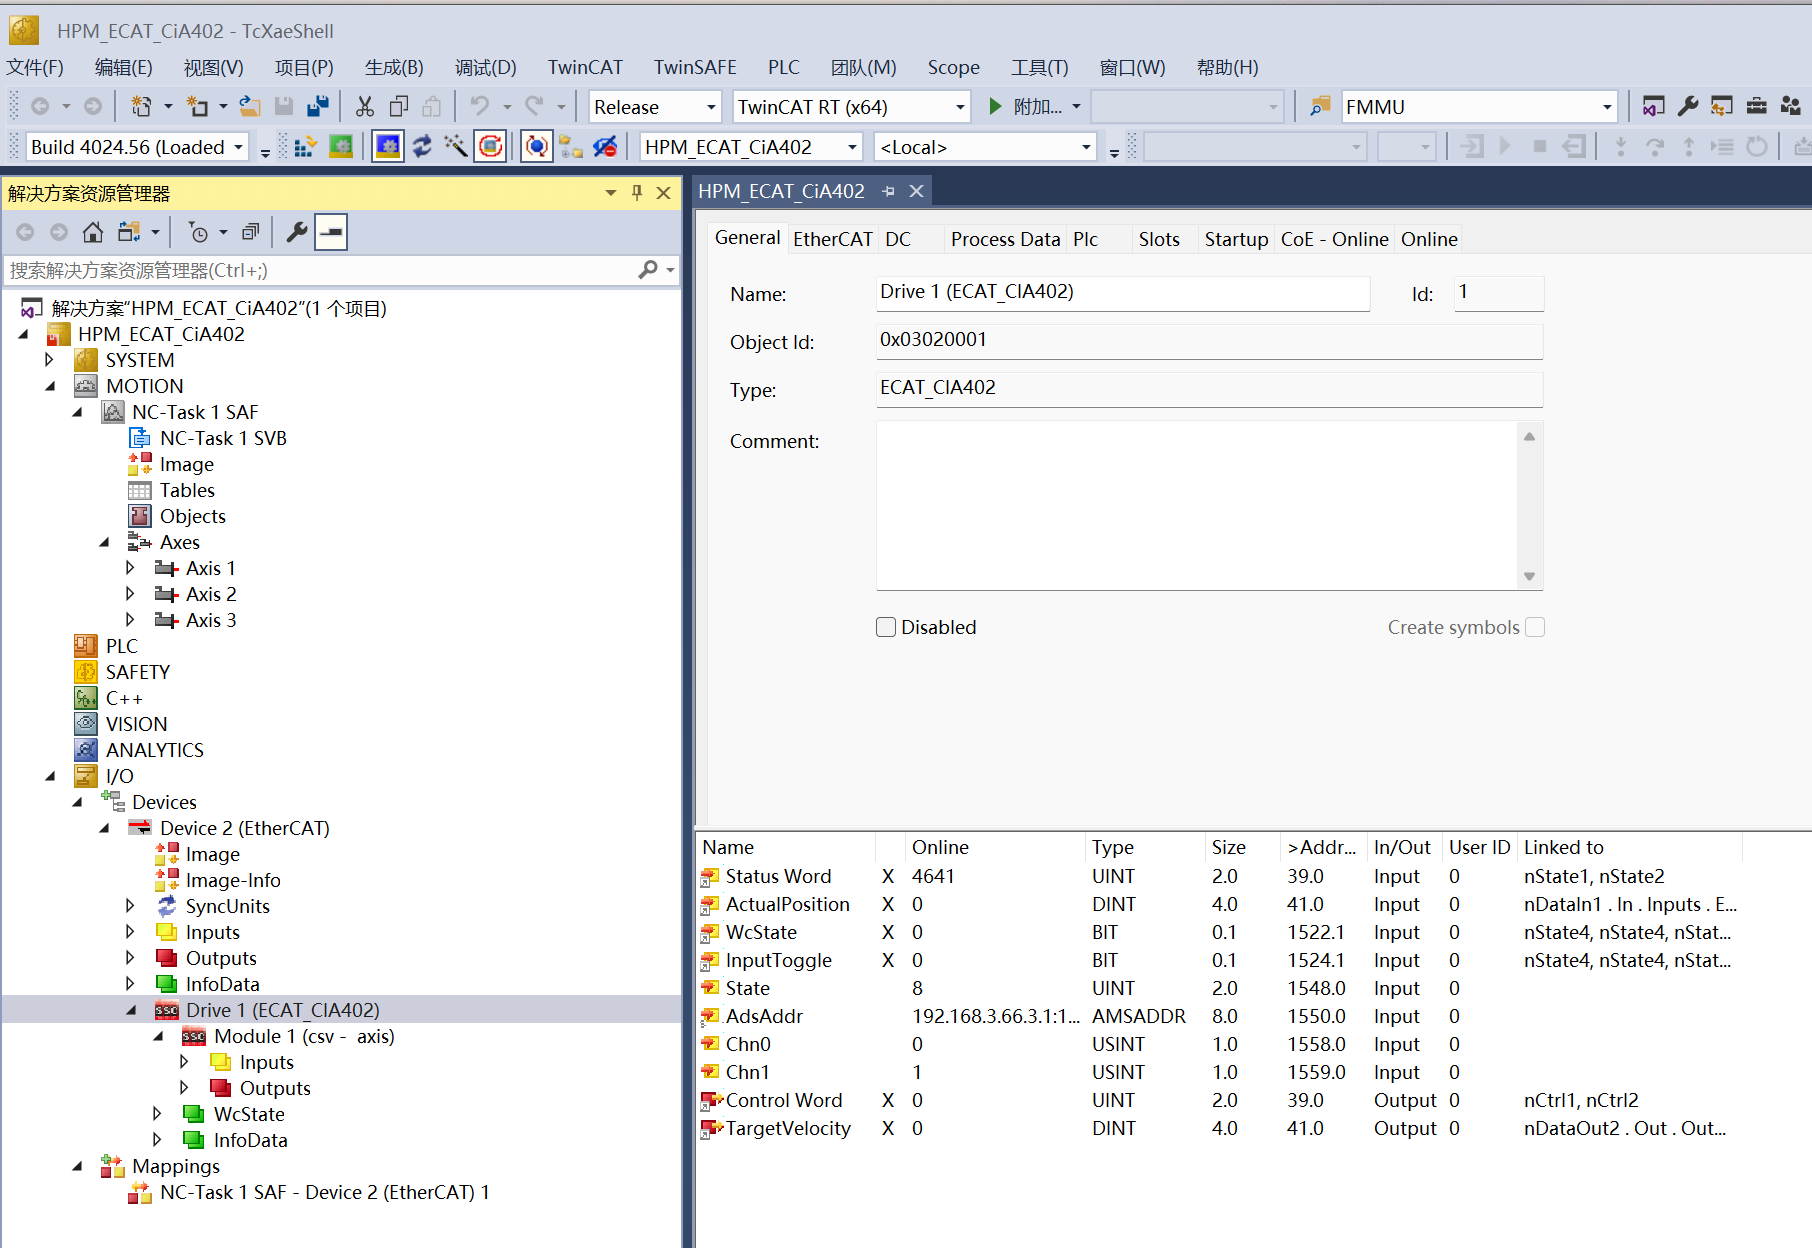 HPM_ECAT_CiA402 - TcXaeShell
文件(F) 编辑(E) 视图(V) 项目(P) 生成(B) 调试(D) TwinCAT TwinSAFE PLC 团队(M) Scope 工具(T) 窗口(W) 帮助(H)
Release TwinCAT RT (x64) 附加... FMMU
Build 4024.56 (Loaded HPM_ECAT_CiA402 <Local>
解决方案资源管理器
搜索解决方案资源管理器(Ctrl+;)
解决方案"HPM_ECAT_CiA402"(1 个项目)
HPM_ECAT_CiA402
SYSTEM
MOTION
NC-Task 1 SAF
NC-Task 1 SVB
Image
Tables
Objects
Axes
Axis 1
Axis 2
Axis 3
PLC
SAFETY
C++
VISION
ANALYTICS
I/O
Devices
Device 2 (EtherCAT)
Image
Image-Info
SyncUnits
Inputs
Outputs
InfoData
Drive 1 (ECAT_CIA402)
Module 1 (csv - axis)
Inputs
Outputs
WcState
InfoData
Mappings
NC-Task 1 SAF - Device 2 (EtherCAT) 1
HPM_ECAT_CiA402
General EtherCAT DC Process Data Plc Slots Startup CoE - Online Online
Name: Drive 1 (ECAT_CIA402) Id: 1
Object Id: 0x03020001
Type: ECAT_CIA402
Comment:
Disabled Create symbols
Name Online Type Size >Addr... In/Out User ID Linked to
Status Word X 4641 UINT 2.0 39.0 Input 0 nState1, nState2
ActualPosition X 0 DINT 4.0 41.0 Input 0 nDataIn1 . In . Inputs . E...
WcState X 0 BIT 0.1 1522.1 Input 0 nState4, nState4, nStat...
InputToggle X 0 BIT 0.1 1524.1 Input 0 nState4, nState4, nStat...
State 8 UINT 2.0 1548.0 Input 0
AdsAddr 192.168.3.66.3.1:1... AMSADDR 8.0 1550.0 Input 0
Chn0 0 USINT 1.0 1558.0 Input 0
Chn1 1 USINT 1.0 1559.0 Input 0
Control Word X 0 UINT 2.0 39.0 Output 0 nCtrl1, nCtrl2
TargetVelocity X 0 DINT 4.0 41.0 Output 0 nDataOut2 . Out . Out...